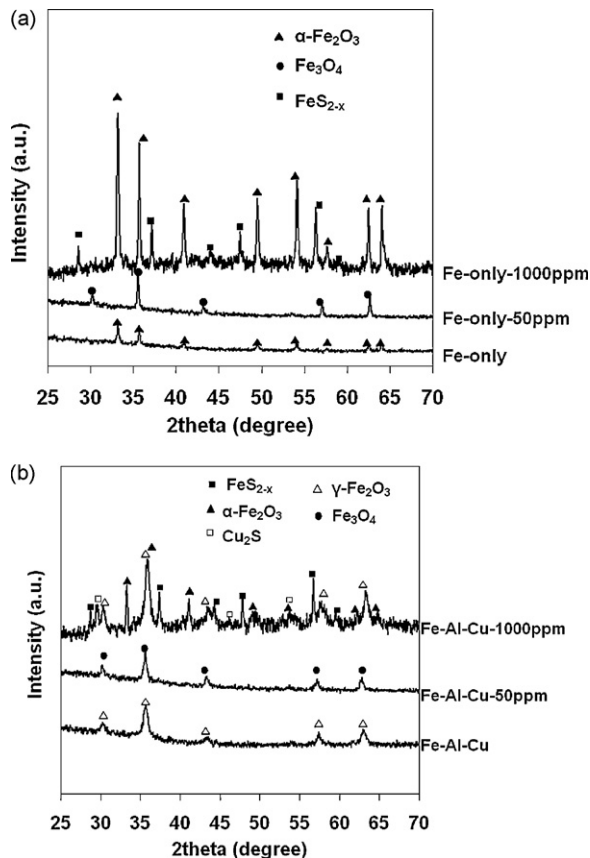 (a)
▲ α-Fe₂O₃
● Fe₃O₄
■ FeS₂₋ₓ
Intensity (a.u.)
Fe-only-1000ppm
Fe-only-50ppm
Fe-only
25 30 35 40 45 50 55 60 65 70
2theta (degree)
(b)
■ FeS₂₋ₓ △ γ-Fe₂O₃
▲ α-Fe₂O₃ ● Fe₃O₄
□ Cu₂S
Intensity (a.u.)
Fe-Al-Cu-1000ppm
Fe-Al-Cu-50ppm
Fe-Al-Cu
25 30 35 40 45 50 55 60 65 70
2theta (degree)